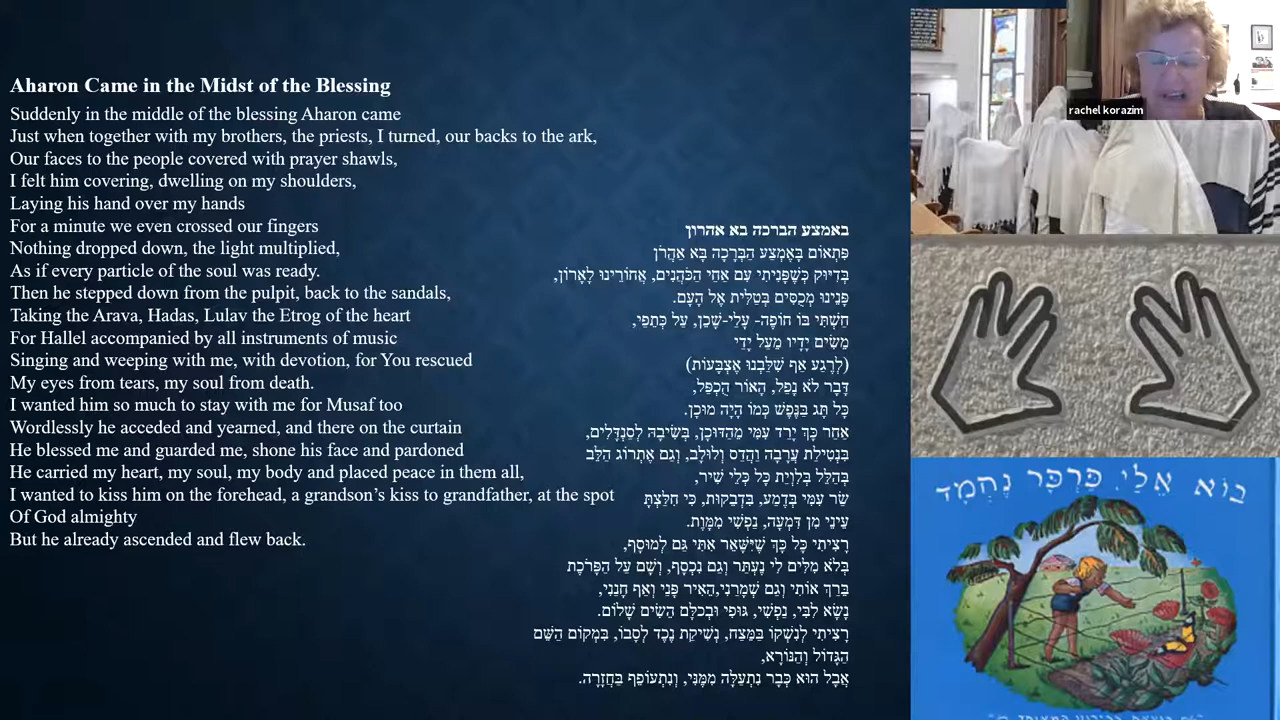 Aharon Came in the Midst of the Blessing
Suddenly in the middle of the blessing Aharon came
Just when together with my brothers, the priests, I turned, our backs to the ark,
Our faces to the people covered with prayer shawls,
I felt him covering, dwelling on my shoulders,
Laying his hand over my hands
For a minute we even crossed our fingers
Nothing dropped down, the light multiplied,
As if every particle of the soul was ready.
Then he stepped down from the pulpit, back to the sandals,
Taking the Arava, Hadas, Lulav the Etrog of the heart
For Hallel accompanied by all instruments of music
Singing and weeping with me, with devotion, for You rescued
My eyes from tears, my soul from death.
I wanted him so much to stay with me for Musaf too
Wordlessly he acceded and yearned, and there on the curtain
He blessed me and guarded me, shone his face and pardoned
He carried my heart, my soul, my body and placed peace in them all,
I wanted to kiss him on the forehead, a grandson's kiss to grandfather, at the spot
Of God almighty
But he already ascended and flew back.
באמצע הברכה בא אהרון
פִּתְאוֹם בְּאֶמְצַע הַבְּרָכָה בָּא אַהֲרֹן
בְּדִיּוּק כְּשֶׁפָּנִיתִי עִם אַחַי הַכֹּהֲנִים, אֲחוֹרֵינוּ לָאָרוֹן,
פָּנֵינוּ מְכֻסִּים בְּטַלִּית אֶל הָעָם.
חַשְׁתִּי בּוֹ חוֹפֶה- עָלַי-שָׁכַן, עַל כְּתֵפַי,
מֵשִׂים יָדָיו מֵעַל יָדַי
(לְרֶגַע אַף שִׁלַּבְנוּ אֶצְבָּעוֹת)
דָּבָר לֹא נָפַל, הָאוֹר הֻכְפַּל,
כָּל תָּג בַּנֶּפֶשׁ כְּמוֹ הָיָה מוּכָן.
אַחַר כָּךְ יָרַד עִמִּי מֵהַדּוּכָן, בְּשִׁיבָה לְסַנְדָּלִים,
בִּנְטִילַת עֲרָבָה וַהֲדַס וְלוּלָב, וְגַם אֶתְרוֹג הַלֵּב
בְּהַלֵּל בִּלְוְיַת כָּל כְּלֵי שִׁיר,
שַׁר עִמִּי בְּדֶמַע, בִּדְבֵקוּת, כִּי חִלַּצְתָּ
עֵינַי מִן דִּמְעָה, נַפְשִׁי מִמָּוֶת.
רָצִיתִי כָּל כָּךְ שֶׁיִּשָּׁאֵר אִתִּי גַּם לְמוּסָף,
בְּלֹא מִלִּים לִי נֶעְתַּר וְגַם נִכְסַף, וְשָׁם עַל הַפָּרֹכֶת
בֵּרֵךְ אוֹתִי וְגַם שְׁמָרַנִי,הֵאִיר פָּנַי וְאַף חָנַנִי,
נָשָׂא לִבִּי, נַפְשִׁי, גּוּפִי וּבְכֻלָּם הֵשִׂים שָׁלוֹם.
רָצִיתִי לְנַשְּׁקוֹ בַּמֵּצַח, נְשִׁיקַת נֶכֶד לְסָבוֹ, בִּמְקוֹם הַשֵּׁם
הַגָּדוֹל וְהַנּוֹרָא,
אֲבָל הוּא כְּבָר נִתְעַלָּה מִמֶּנִּי, וְנִתְעוֹפֵף בַּחֲזָרָה.
rachel korazim
בּוֹא אֵלַי פַּרְפַּר נֶחְמָד